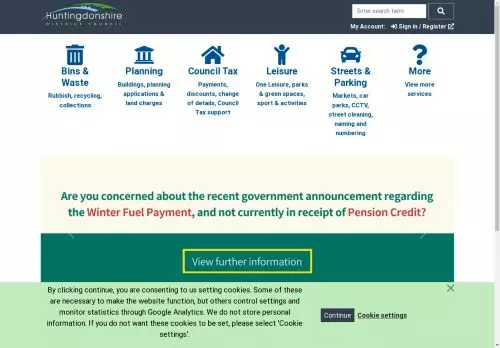 Huntingdonshire
DISTRICT COUNCIL
Enter search term
My Account: Sign in / Register
Bins &
Waste
Rubbish, recycling,
collections
Planning
Buildings, planning
applications &
land charges
Council Tax
Payments,
discounts, change
of details, Council
Tax support
Leisure
One Leisure, parks
& green spaces,
sport & activities
Streets &
Parking
Markets, car
parks, CCTV,
street cleaning,
naming and
numbering
More
View more
services
Are you concerned about the recent government announcement regarding
the Winter Fuel Payment, and not currently in receipt of Pension Credit?
View further information
By clicking continue, you are consenting to us setting cookies. Some of these
are necessary to make the website function, but others control settings and
monitor statistics through Google Analytics. We do not store personal
information. If you do not want these cookies to be set, please select 'Cookie
settings'.
Continue
Cookie settings